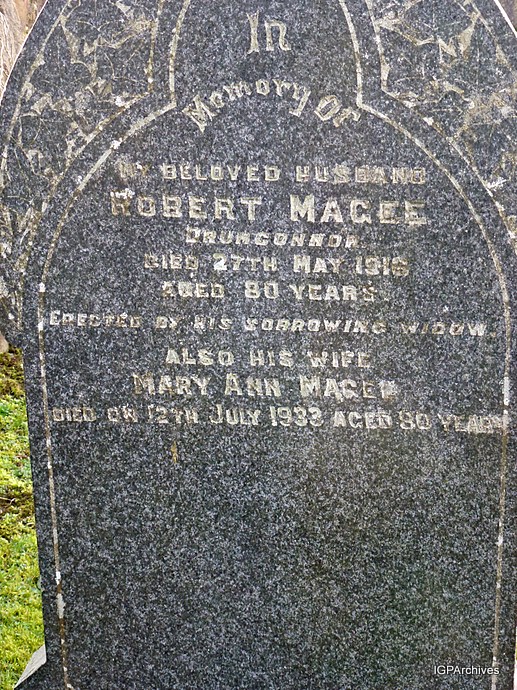 In
Memory Of
MY BELOVED HUSBAND
ROBERT MAGEE
DRUMGONNOR
DIED 27TH MAY 1916
AGED 80 YEARS.
ERECTED BY HIS SORROWING WIDOW.
ALSO HIS WIFE
MARY ANN MAGEE
DIED ON 12TH JULY 1933 AGED 80 YEARS
IGPArchives